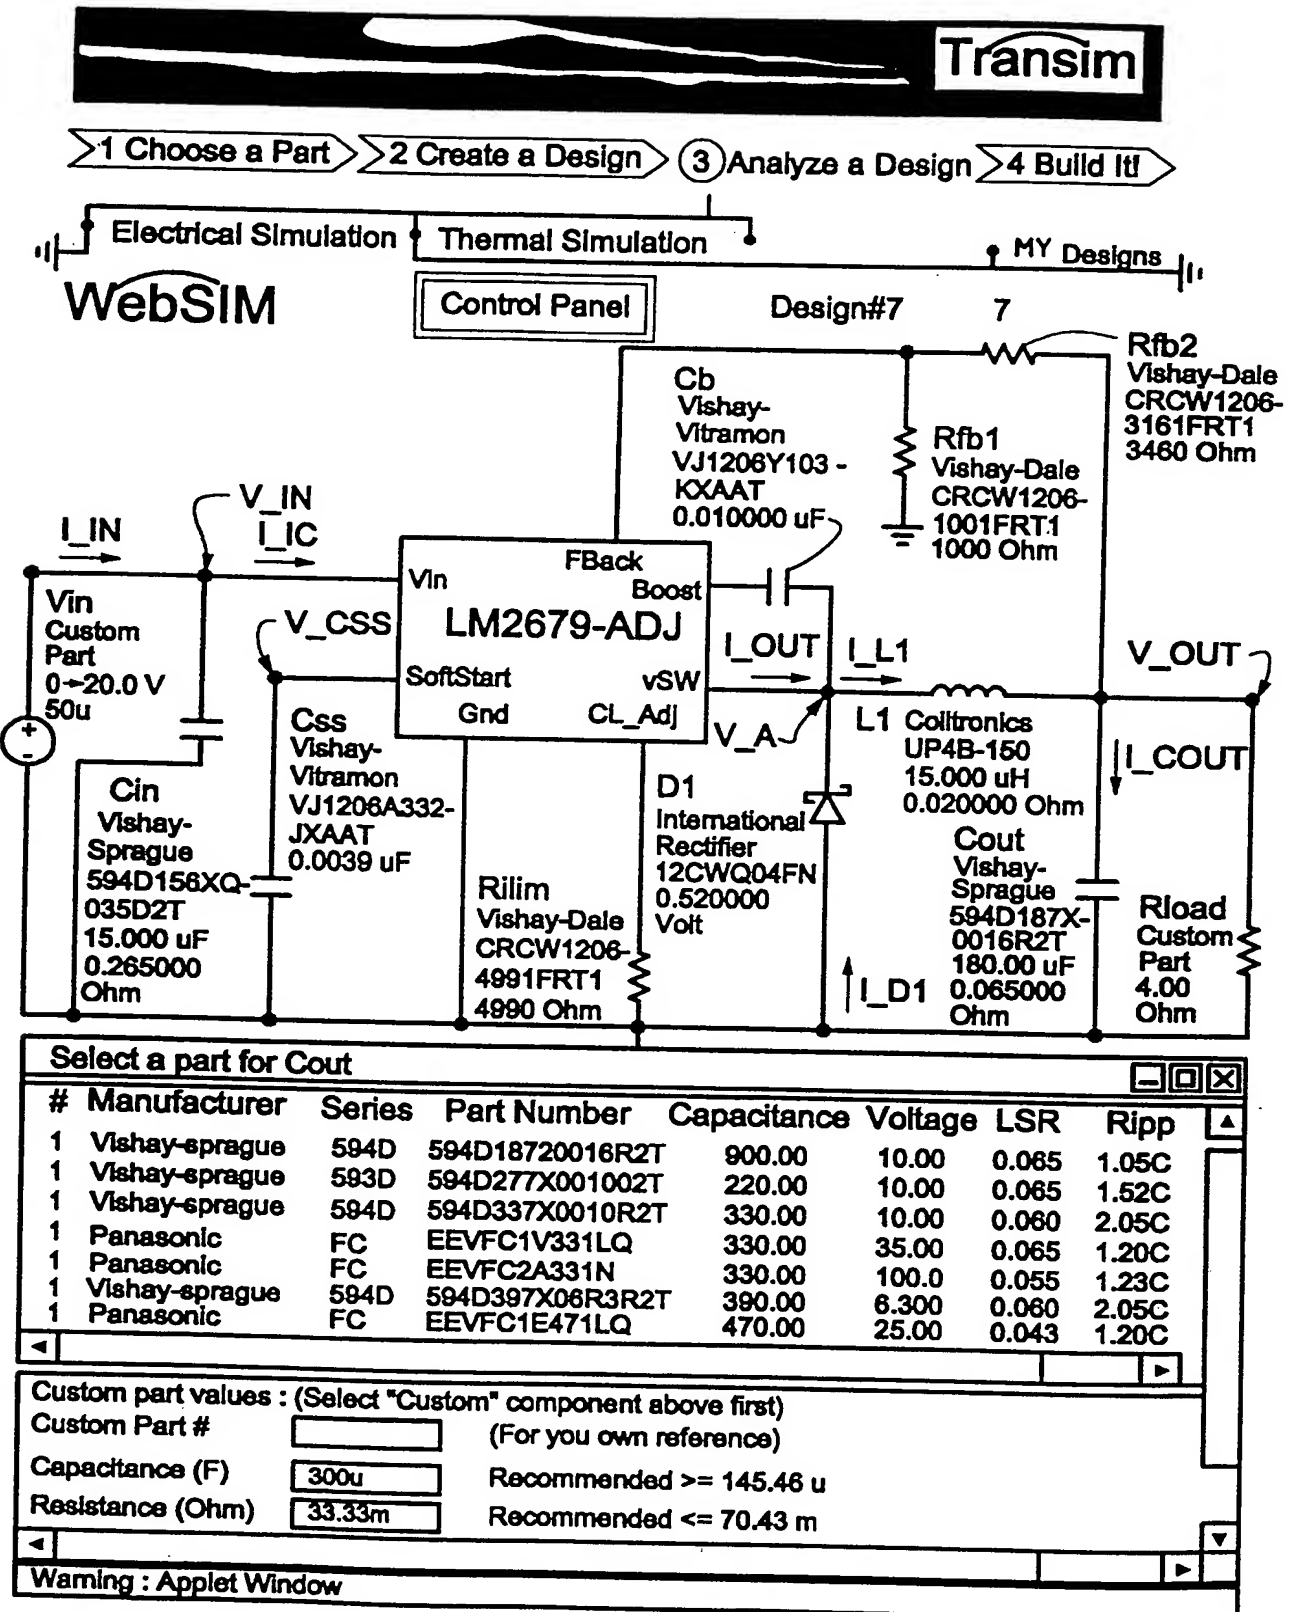 Transim
1 Choose a Part
2 Create a Design
3 Analyze a Design
4 Build It!
Electrical Simulation
Thermal Simulation
MY Designs
WebSIM
Control Panel
Design#7
7
Rfb2
Vishay-Dale
CRCW1206-
3161FRT1
3460 Ohm
Cb
Vishay-
Vitramon
VJ1206Y103 -
KXAAT
0.010000 uF
Rfb1
Vishay-Dale
CRCW1206-
1001FRT1
1000 Ohm
V_IN
I_IN
I_IC
Vin
Custom
Part
0→20.0 V
50u
+
-
V_CSS
Vin
FBack
Boost
LM2679-ADJ
SoftStart
vSW
Gnd
CL_Adj
I_OUT
I_L1
V_OUT
V_A
L1 Coiltronics
UP4B-150
15.000 uH
0.020000 Ohm
I_COUT
Cin
Vishay-
Sprague
594D156XQ-
035D2T
15.000 uF
0.265000
Ohm
Css
Vishay-
Vitramon
VJ1206A332-
JXAAT
0.0039 uF
Rilim
Vishay-Dale
CRCW1206-
4991FRT1
4990 Ohm
D1
International
Rectifier
12CWQ04FN
0.520000
Volt
I_D1
Cout
Vishay-
Sprague
594D187X-
0016R2T
180.00 uF
0.065000
Ohm
Rload
Custom
Part
4.00
Ohm
Select a part for Cout
# Manufacturer Series Part Number Capacitance Voltage LSR Ripp
1 Vishay-sprague 594D 594D18720016R2T 900.00 10.00 0.065 1.05C
1 Vishay-sprague 593D 594D277X001002T 220.00 10.00 0.065 1.52C
1 Vishay-sprague 594D 594D337X0010R2T 330.00 10.00 0.060 2.05C
1 Panasonic FC EEVFC1V331LQ 330.00 35.00 0.065 1.20C
1 Panasonic FC EEVFC2A331N 330.00 100.0 0.055 1.23C
1 Vishay-sprague 594D 594D397X06R3R2T 390.00 6.300 0.060 2.05C
1 Panasonic FC EEVFC1E471LQ 470.00 25.00 0.043 1.20C
Custom part values : (Select "Custom" component above first)
Custom Part # (For you own reference)
Capacitance (F) 300u Recommended >= 145.46 u
Resistance (Ohm) 33.33m Recommended <= 70.43 m
Warning : Applet Window